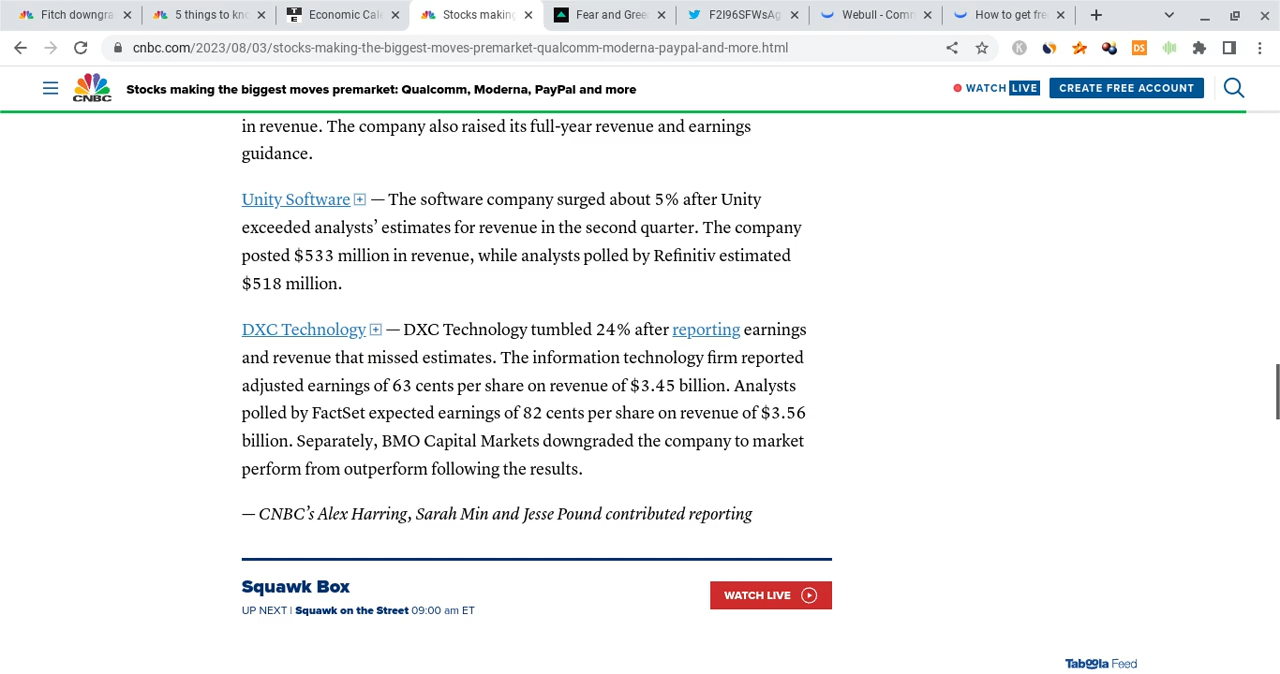 Fitch downgra
5 things to kno
Economic Cale
Stocks making
Fear and Gree
F2I96SFWsAg
Webull - Comm
How to get fre
cnbc.com/2023/08/03/stocks-making-the-biggest-moves-premarket-qualcomm-moderna-paypal-and-more.html
CNBC
Stocks making the biggest moves premarket: Qualcomm, Moderna, PayPal and more
WATCH LIVE
CREATE FREE ACCOUNT
in revenue. The company also raised its full-year revenue and earnings
guidance.
Unity Software — The software company surged about 5% after Unity
exceeded analysts’ estimates for revenue in the second quarter. The company
posted $533 million in revenue, while analysts polled by Refinitiv estimated
$518 million.
DXC Technology — DXC Technology tumbled 24% after reporting earnings
and revenue that missed estimates. The information technology firm reported
adjusted earnings of 63 cents per share on revenue of $3.45 billion. Analysts
polled by FactSet expected earnings of 82 cents per share on revenue of $3.56
billion. Separately, BMO Capital Markets downgraded the company to market
perform from outperform following the results.
— CNBC’s Alex Harring, Sarah Min and Jesse Pound contributed reporting
Squawk Box
WATCH LIVE
UP NEXT | Squawk on the Street 09:00 am ET
Taboola Feed